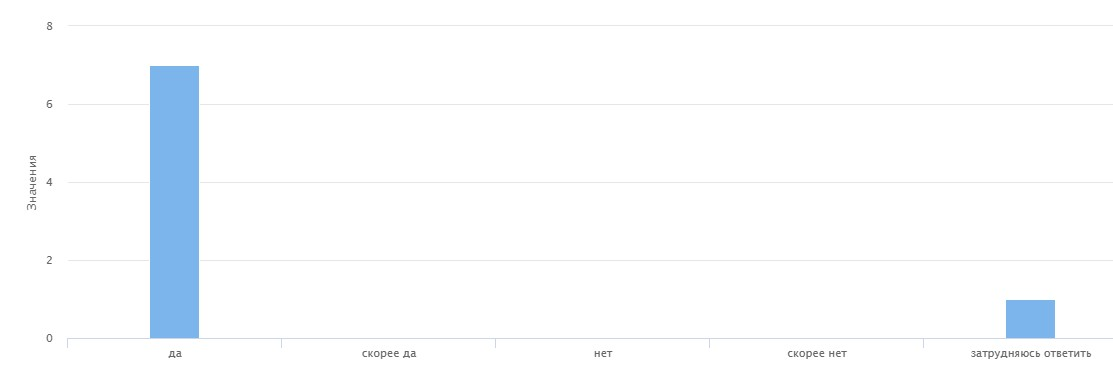 8
6
4
2
0
Значения
да
скорее да
нет
скорее нет
затрудняюсь ответить